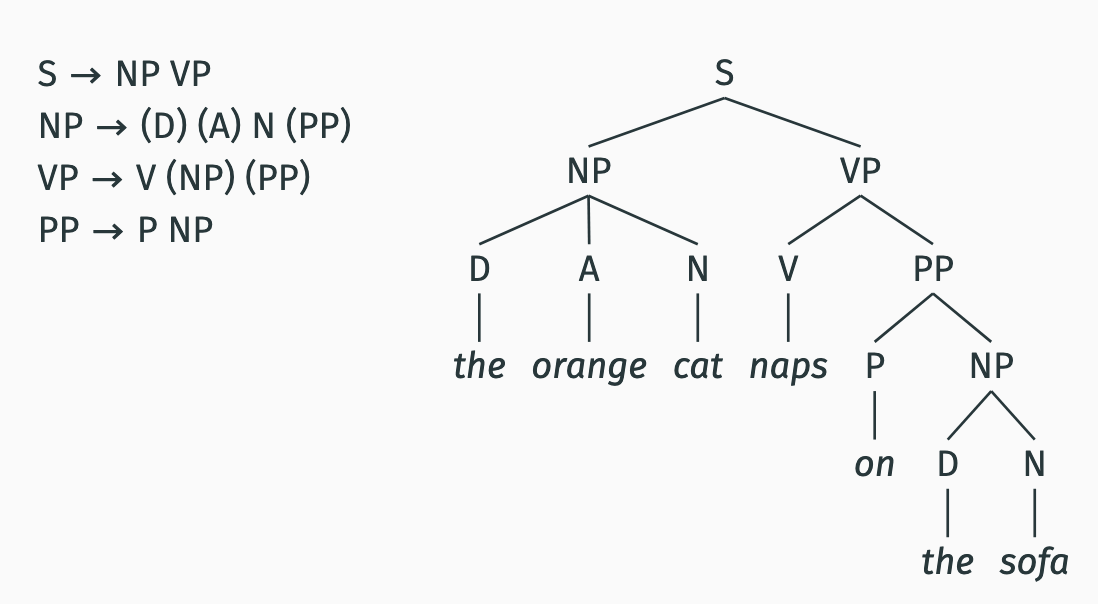 S → NP VP
NP → (D) (A) N (PP)
VP → V (NP) (PP)
PP → P NP
S
NP VP
D A N V PP
the orange cat naps P NP
on D N
the sofa